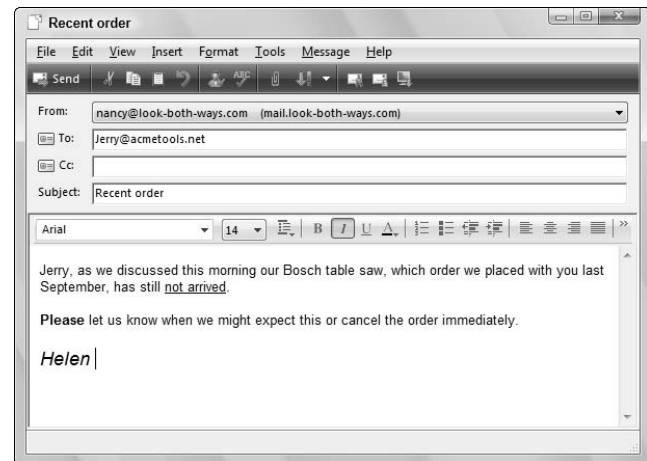 Recent order
File Edit View Insert Format Tools Message Help
Send
From: nancy@look-both-ways.com (mail.look-both-ways.com)
To: Jerry@acmetools.net
Cc:
Subject: Recent order
Arial 14 B I U A »
Jerry, as we discussed this morning our Bosch table saw, which order we placed with you last
September, has still not arrived.
Please let us know when we might expect this or cancel the order immediately.
Helen